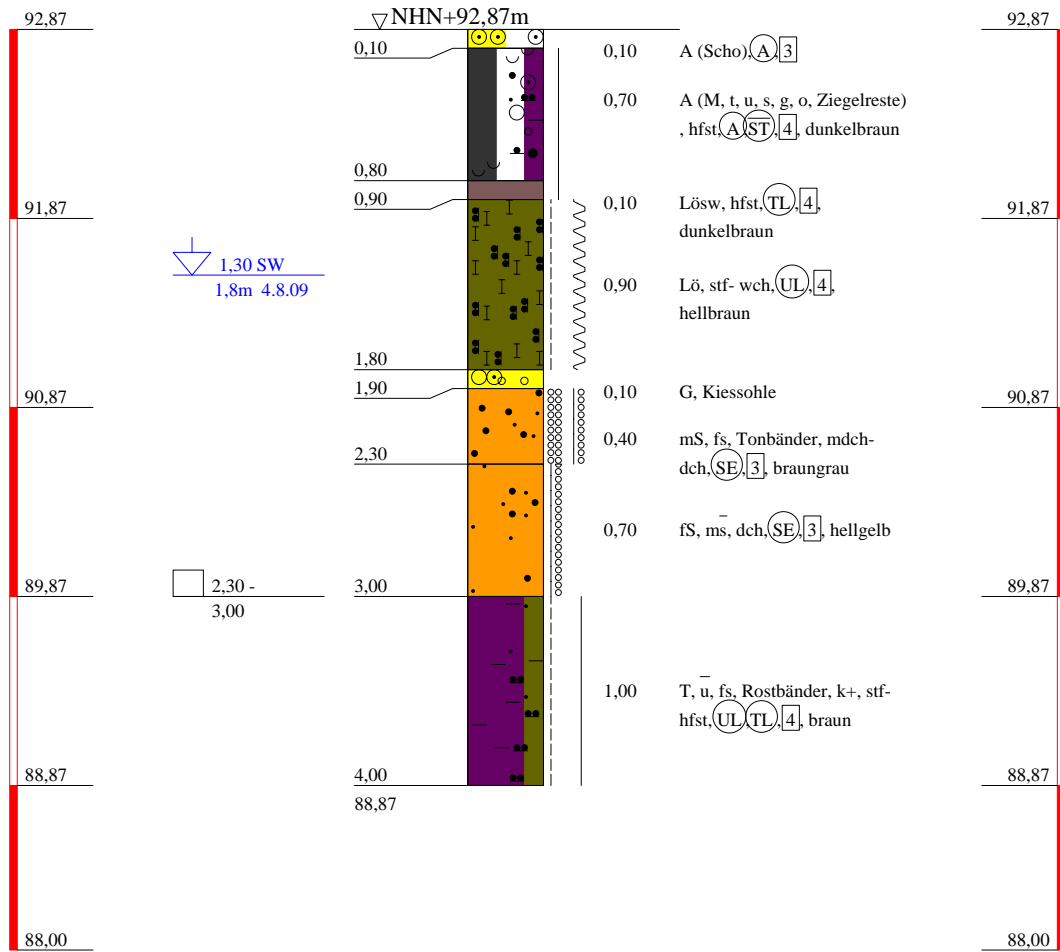 92,87
NHN+92,87m
92,87
0,10
0,10 A (Scho), A, 3
0,70 A (M, t, u, s, g, o, Ziegelreste)
, hfst, A, S̅T̅, 4, dunkelbraun
0,80
0,90
0,10 Lösw, hfst, TL, 4,
dunkelbraun
91,87
91,87
1,30 SW
1,8m 4.8.09
0,90 Lö, stf- wch, UL, 4,
hellbraun
1,80
1,90
0,10 G, Kiessohle
90,87
90,87
0,40 mS, fs, Tonbänder, mdch-
dch, SE, 3, braungrau
2,30
0,70 fS, ms̅, dch, SE, 3, hellgelb
2,30 -
3,00
89,87
3,00
89,87
1,00 T, u̅, fs, Rostbänder, k+, stf-
hfst, UL, TL, 4, braun
88,87
4,00
88,87
88,87
88,00
88,00